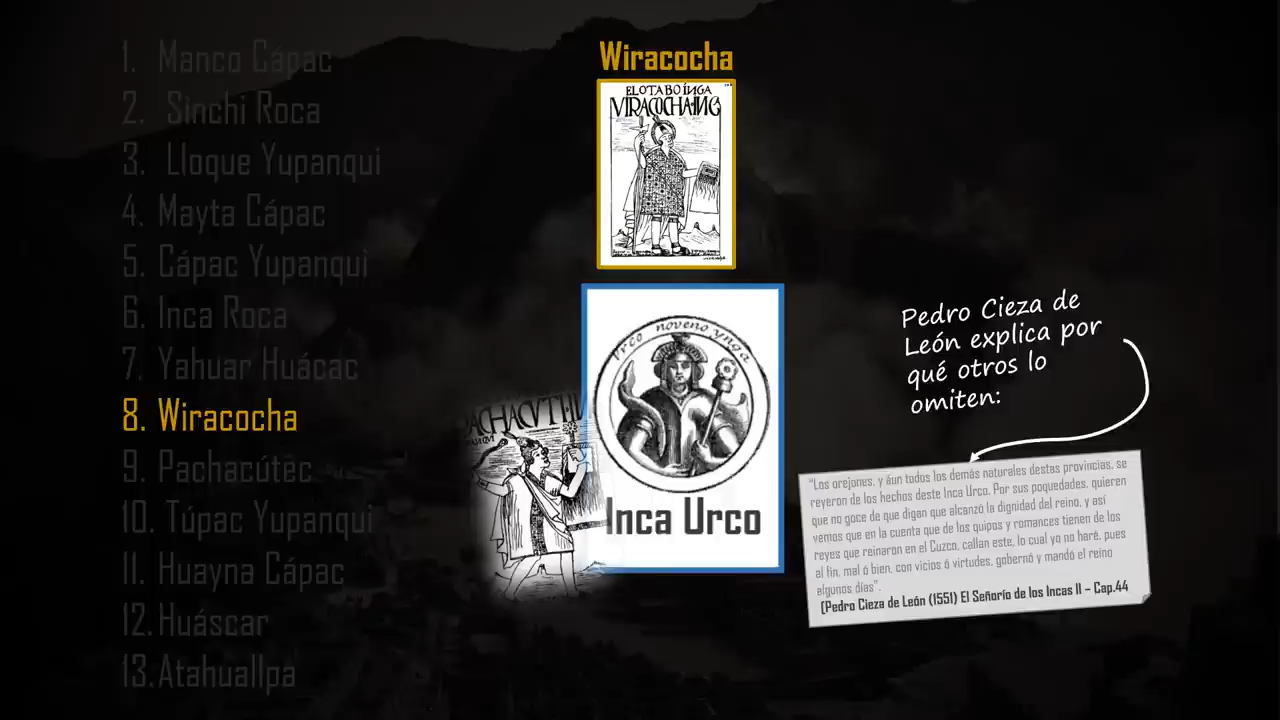 1. Manco Cápac
2. Sinchi Roca
3. Lloque Yupanqui
4. Mayta Cápac
5. Cápac Yupanqui
6. Inca Roca
7. Yahuar Huácac
8. Wiracocha
9. Pachacútec
10. Túpac Yupanqui
11. Huayna Cápac
12. Huáscar
13. Atahuallpa
Wiracocha
EL OTABO ÍNGA
VIRACOCHA ING
Urco noveno ynga
PACHACVTI
Inca Urco
Pedro Cieza de
León explica por
qué otros lo
omiten:
“Los orejones, y áun todos los demás naturales destas provincias, se
reyeron de los hechos deste Inca Urco. Por sus poquedades, quieren
que no goce de que digan que alcanzó la dignidad del reino, y así
vemos que en la cuenta que de los quipos y romances tienen de los
reyes que reinaron en el Cuzco, callan este, lo cual yo no haré, pues
al fin, mal ó bien, con vicios ó virtudes, gobernó y mandó el reino
algunos días”.
(Pedro Cieza de León (1551) El Señorío de los Incas II – Cap.44